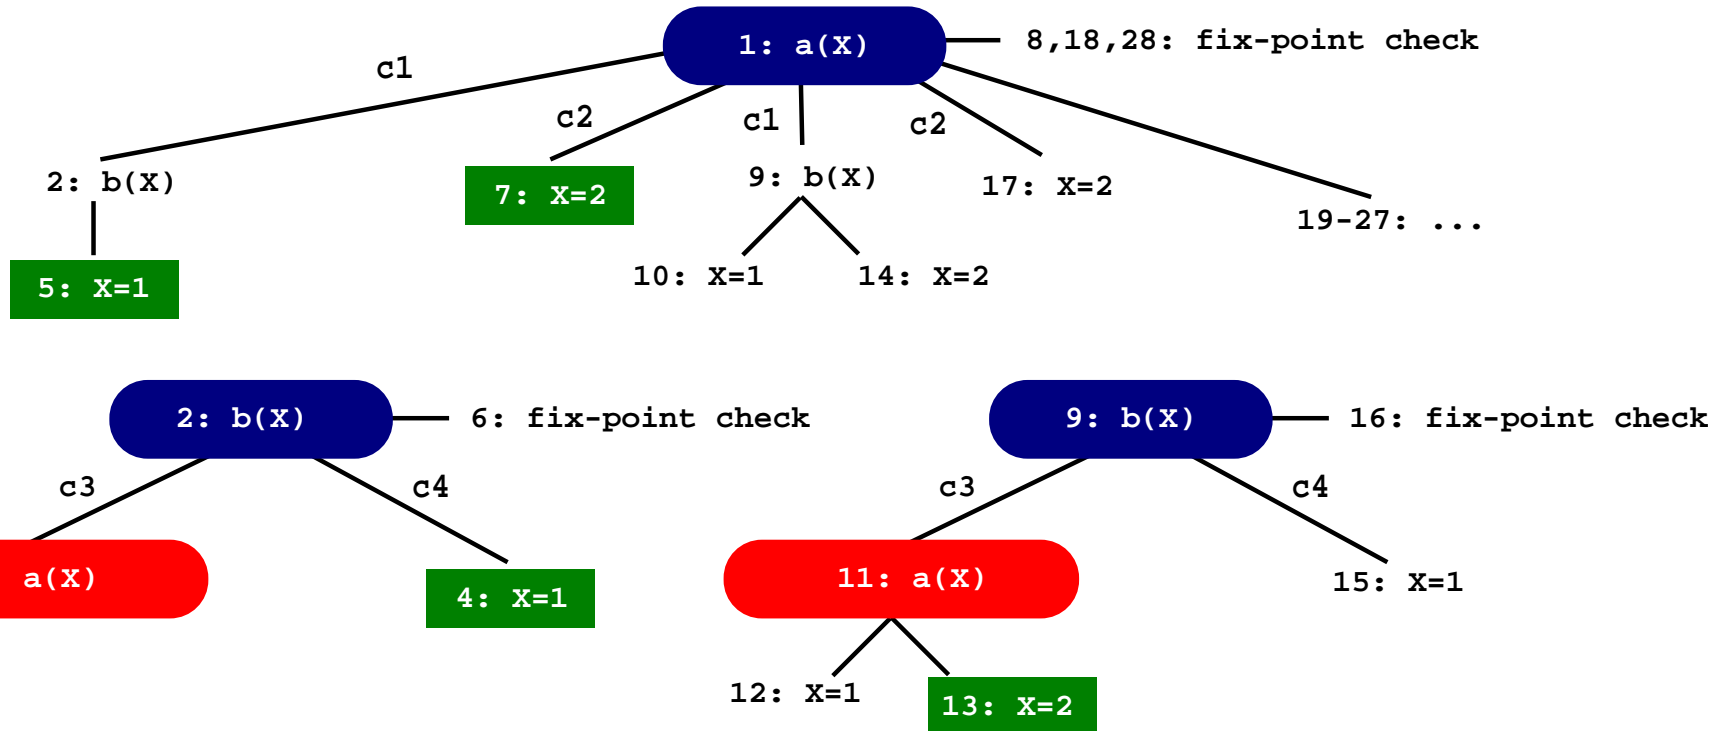 1: a(X)
8,18,28: fix-point check
c1
c2
c1
c2
2: b(X)
7: X=2
9: b(X)
17: X=2
19-27: ...
5: X=1
10: X=1
14: X=2
2: b(X)
6: fix-point check
9: b(X)
16: fix-point check
c3
c4
c3
c4
a(X)
4: X=1
11: a(X)
15: X=1
12: X=1
13: X=2